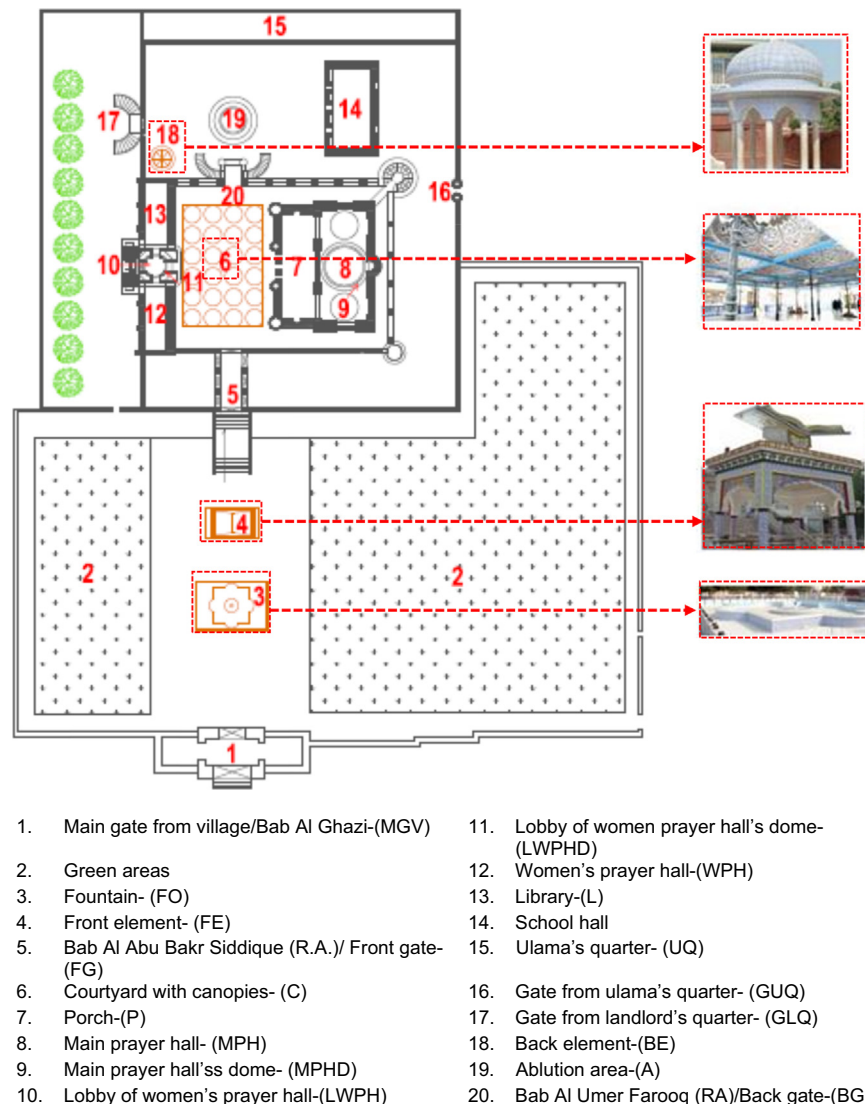 15
17
18
19
14
16
20
13
10
11
6
7
8
12
9
5
4
2
2
3
1
1. Main gate from village/Bab Al Ghazi-(MGV)
2. Green areas
3. Fountain- (FO)
4. Front element- (FE)
5. Bab Al Abu Bakr Siddique (R.A.)/ Front gate-
(FG)
6. Courtyard with canopies- (C)
7. Porch-(P)
8. Main prayer hall- (MPH)
9. Main prayer hall'ss dome- (MPHD)
10. Lobby of women's prayer hall-(LWPH)
11. Lobby of women prayer hall's dome-
(LWPHD)
12. Women's prayer hall-(WPH)
13. Library-(L)
14. School hall
15. Ulama's quarter- (UQ)
16. Gate from ulama's quarter- (GUQ)
17. Gate from landlord's quarter- (GLQ)
18. Back element-(BE)
19. Ablution area-(A)
20. Bab Al Umer Farooq (RA)/Back gate-(BG